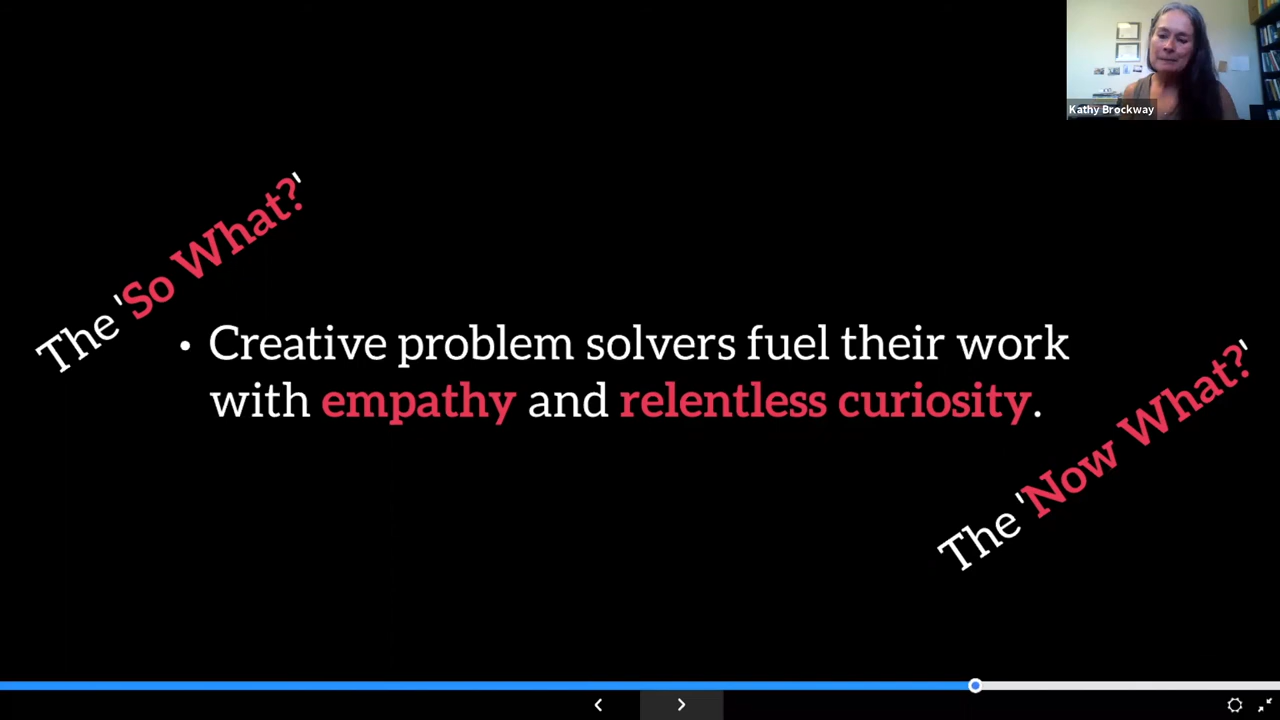 Kathy Brockway
The 'So What?'
• Creative problem solvers fuel their work
with empathy and relentless curiosity.
The 'Now What?'